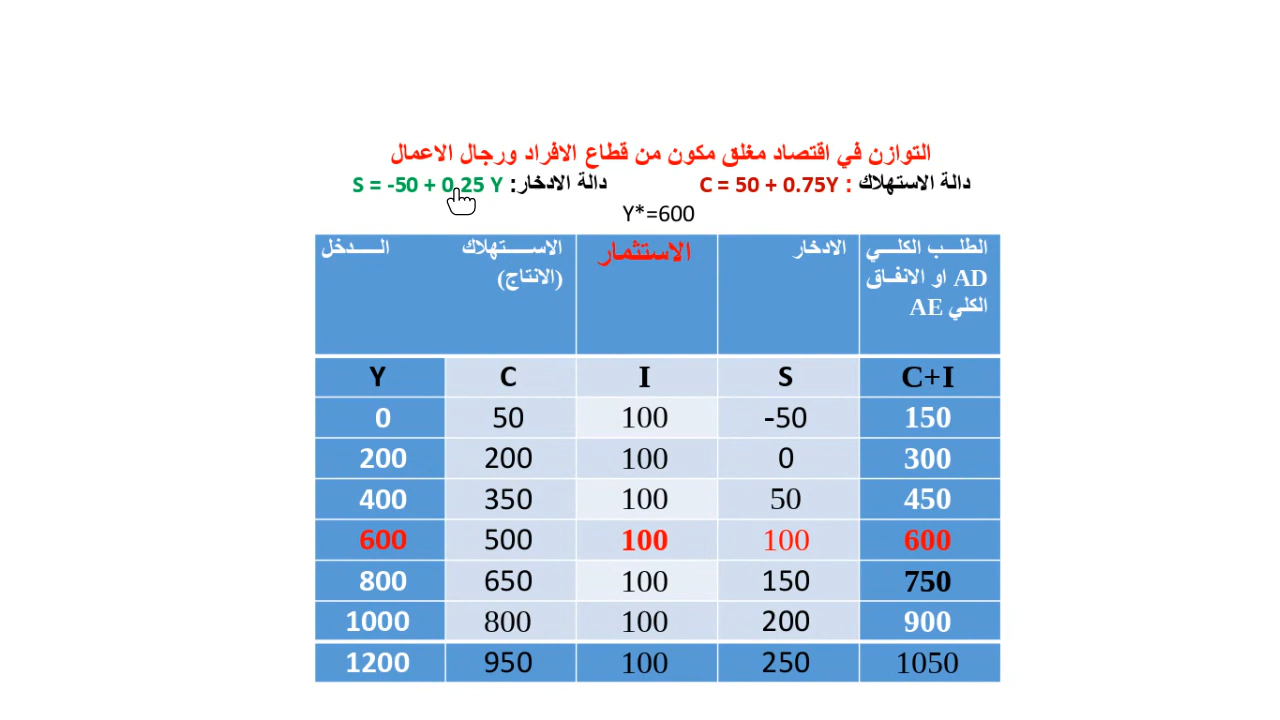 التوازن في اقتصاد مغلق مكون من قطاع الافراد ورجال الاعمال
دالة الاستهلاك : C = 50 + 0.75Y دالة الادخار: S = -50 + 0.25 Y
Y*=600
الـــــدخل الاســـــتهلاك الاستثمار الادخار الطلـــب الكلـــي
(الانتاج) AD او الانفــاق
الكلي AE
Y C I S C+I
0 50 100 -50 150
200 200 100 0 300
400 350 100 50 450
600 500 100 100 600
800 650 100 150 750
1000 800 100 200 900
1200 950 100 250 1050